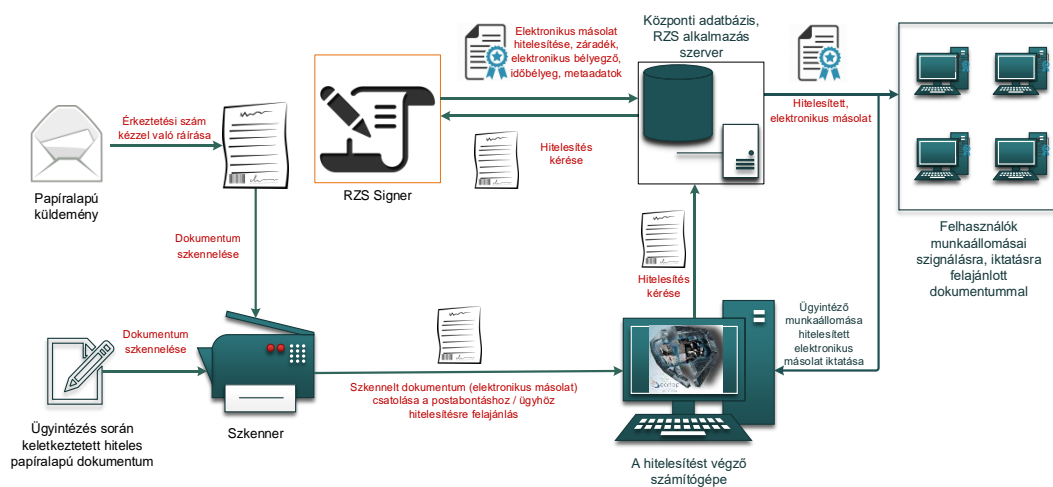 Elektronikus másolat
hitelesítése, záradék,
elektronikus bélyegző,
időbélyeg, metaadatok
Központi adatbázis,
RZS alkalmazás
szerver
Hitelesített,
elektronikus másolat
Érkeztetési szám
kézzel való ráírása
Papíralapú
küldemény
RZS Signer
Hitelesítés
kérése
Felhasználók
munkaállomásai
szignálásra, iktatásra
felajánlott
dokumentummal
Dokumentum
szkennelése
Hitelesítés
kérése
Ügyintéző
munkaállomása
hitelesített
elektronikus
másolat iktatása
Dokumentum
szkennelése
Szkennelt dokumentum (elektronikus másolat)
csatolása a postabontáshoz / ügyhöz
hitelesítésre felajánlás
Ügyintézés során
keletkeztetett hiteles
papíralapú dokumentum
Szkenner
A hitelesítést végző
számítógépe